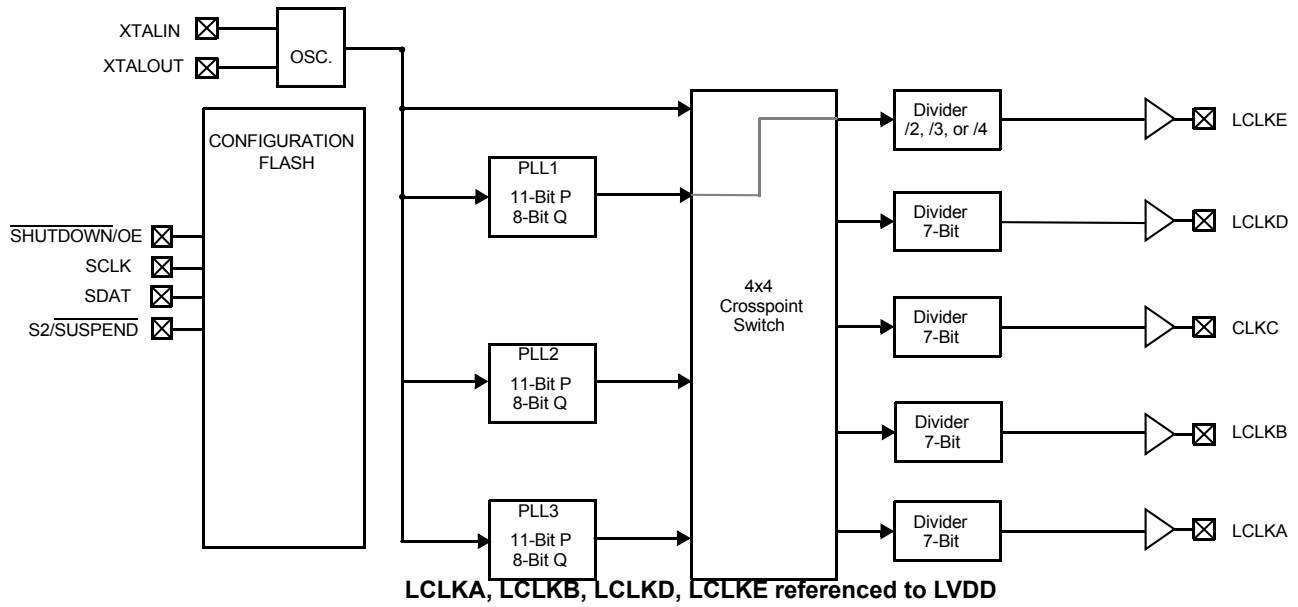 XTALIN
XTALOUT
OSC.
CONFIGURATION
FLASH
SHUTDOWN/OE
SCLK
SDAT
S2/SUSPEND
PLL1
11-Bit P
8-Bit Q
PLL2
11-Bit P
8-Bit Q
PLL3
11-Bit P
8-Bit Q
4x4
Crosspoint
Switch
Divider
/2, /3, or /4
Divider
7-Bit
Divider
7-Bit
Divider
7-Bit
Divider
7-Bit
LCLKE
LCLKD
CLKC
LCLKB
LCLKA
LCLKA, LCLKB, LCLKD, LCLKE referenced to LVDD